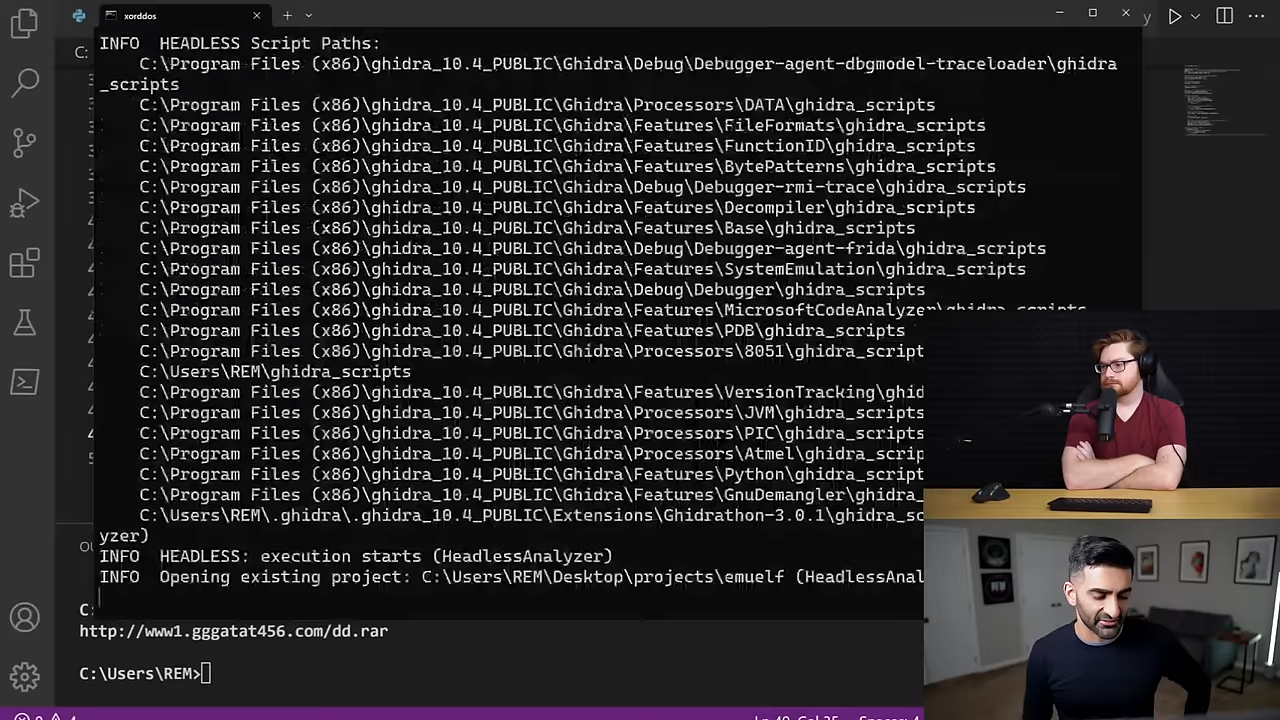 xorddos
y
C:
INFO  HEADLESS Script Paths:
C:\Program Files (x86)\ghidra_10.4_PUBLIC\Ghidra\Debug\Debugger-agent-dbgmodel-traceloader\ghidra
_scripts
C:\Program Files (x86)\ghidra_10.4_PUBLIC\Ghidra\Processors\DATA\ghidra_scripts
C:\Program Files (x86)\ghidra_10.4_PUBLIC\Ghidra\Features\FileFormats\ghidra_scripts
C:\Program Files (x86)\ghidra_10.4_PUBLIC\Ghidra\Features\FunctionID\ghidra_scripts
C:\Program Files (x86)\ghidra_10.4_PUBLIC\Ghidra\Features\BytePatterns\ghidra_scripts
C:\Program Files (x86)\ghidra_10.4_PUBLIC\Ghidra\Debug\Debugger-rmi-trace\ghidra_scripts
C:\Program Files (x86)\ghidra_10.4_PUBLIC\Ghidra\Features\Decompiler\ghidra_scripts
C:\Program Files (x86)\ghidra_10.4_PUBLIC\Ghidra\Features\Base\ghidra_scripts
C:\Program Files (x86)\ghidra_10.4_PUBLIC\Ghidra\Debug\Debugger-agent-frida\ghidra_scripts
C:\Program Files (x86)\ghidra_10.4_PUBLIC\Ghidra\Features\SystemEmulation\ghidra_scripts
C:\Program Files (x86)\ghidra_10.4_PUBLIC\Ghidra\Debug\Debugger\ghidra_scripts
C:\Program Files (x86)\ghidra_10.4_PUBLIC\Ghidra\Features\MicrosoftCodeAnalyzer\ghidra_scripts
C:\Program Files (x86)\ghidra_10.4_PUBLIC\Ghidra\Features\PDB\ghidra_scripts
C:\Program Files (x86)\ghidra_10.4_PUBLIC\Ghidra\Processors\8051\ghidra_script
C:\Users\REM\ghidra_scripts
C:\Program Files (x86)\ghidra_10.4_PUBLIC\Ghidra\Features\VersionTracking\ghid
C:\Program Files (x86)\ghidra_10.4_PUBLIC\Ghidra\Processors\JVM\ghidra_scripts
C:\Program Files (x86)\ghidra_10.4_PUBLIC\Ghidra\Processors\PIC\ghidra_scripts
C:\Program Files (x86)\ghidra_10.4_PUBLIC\Ghidra\Processors\Atmel\ghidra_scrip
C:\Program Files (x86)\ghidra_10.4_PUBLIC\Ghidra\Features\Python\ghidra_script
C:\Program Files (x86)\ghidra_10.4_PUBLIC\Ghidra\Features\GnuDemangler\ghidra_
C:\Users\REM\.ghidra\.ghidra_10.4_PUBLIC\Extensions\Ghidrathon-3.0.1\ghidra_sc
yzer)
INFO  HEADLESS: execution starts (HeadlessAnalyzer)
INFO  Opening existing project: C:\Users\REM\Desktop\projects\emuelf (HeadlessAnal
C:
http://www1.gggatat456.com/dd.rar
C:\Users\REM>